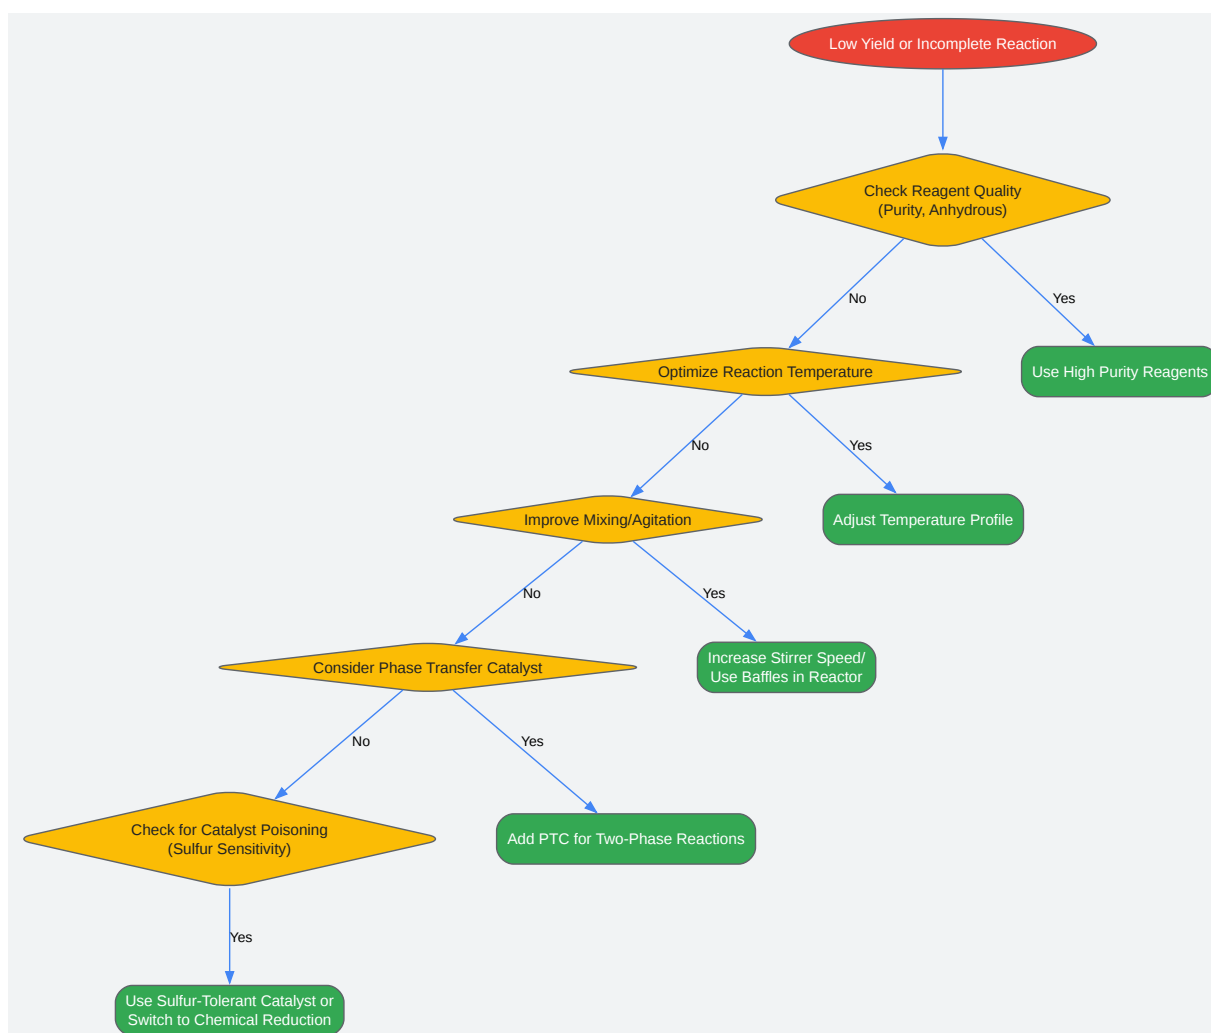 Low Yield or Incomplete Reaction
Check Reagent Quality
(Purity, Anhydrous)
No
Yes
Optimize Reaction Temperature
Use High Purity Reagents
No
Yes
Improve Mixing/Agitation
Adjust Temperature Profile
No
Yes
Consider Phase Transfer Catalyst
Increase Stirrer Speed/
Use Baffles in Reactor
No
Yes
Check for Catalyst Poisoning
(Sulfur Sensitivity)
Add PTC for Two-Phase Reactions
Yes
Use Sulfur-Tolerant Catalyst or
Switch to Chemical Reduction